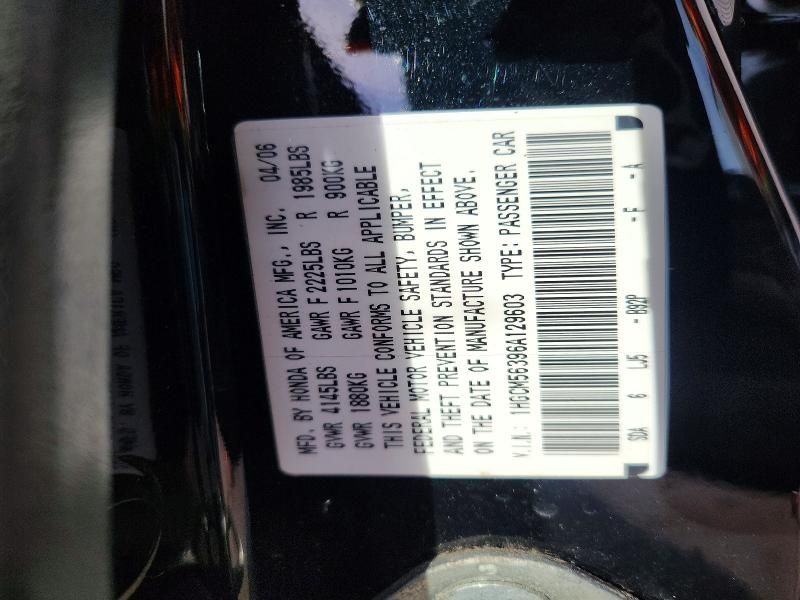 MFD. BY HONDA OF AMERICA MFG., INC. 04/06
GVWR 4145LBS GAWR F 2225LBS R 1985LBS
GVWR 1880KG GAWR F 1010KG R 900KG
THIS VEHICLE CONFORMS TO ALL APPLICABLE
FEDERAL MOTOR VEHICLE SAFETY, BUMPER,
AND THEFT PREVENTION STANDARDS IN EFFECT
ON THE DATE OF MANUFACTURE SHOWN ABOVE.
V.I.N.: 1HGCM56396A129603 TYPE: PASSENGER CAR
SDA 6 LJ5 -B92P -F -A